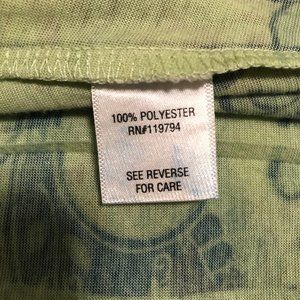 100% POLYESTER
RN#119794
SEE REVERSE
FOR CARE